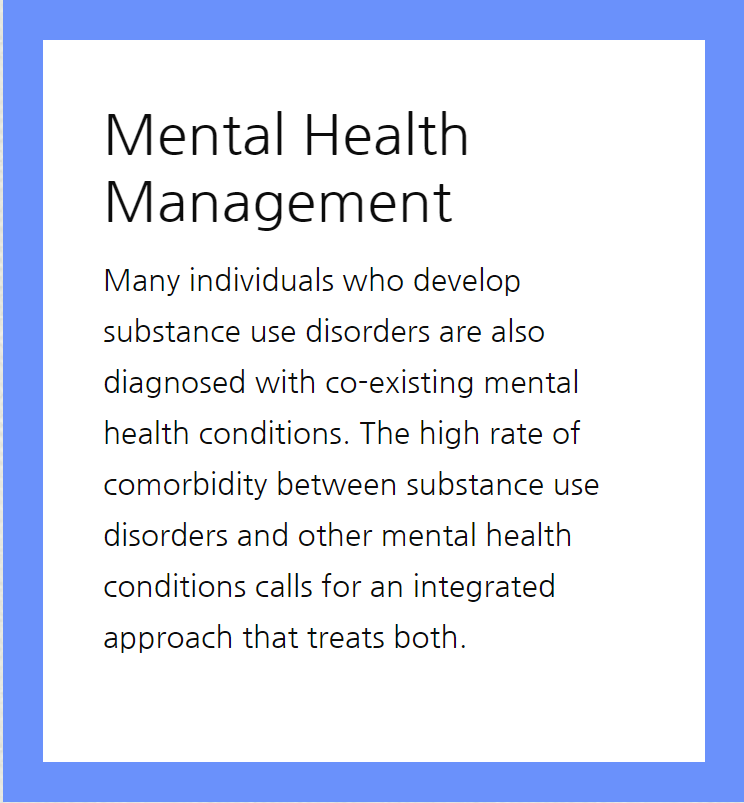 Mental Health
Management
Many individuals who develop
substance use disorders are also
diagnosed with co-existing mental
health conditions. The high rate of
comorbidity between substance use
disorders and other mental health
conditions calls for an integrated
approach that treats both.